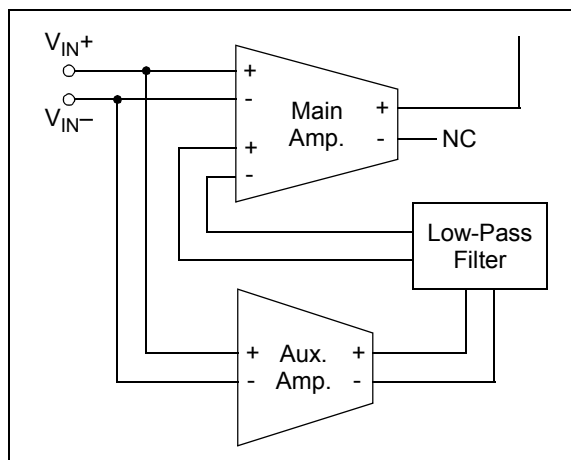 VIN+
VIN–
+
-
+
-
Main
Amp.
+
-
NC
Low-Pass
Filter
+
-
Aux.
Amp.
+
-